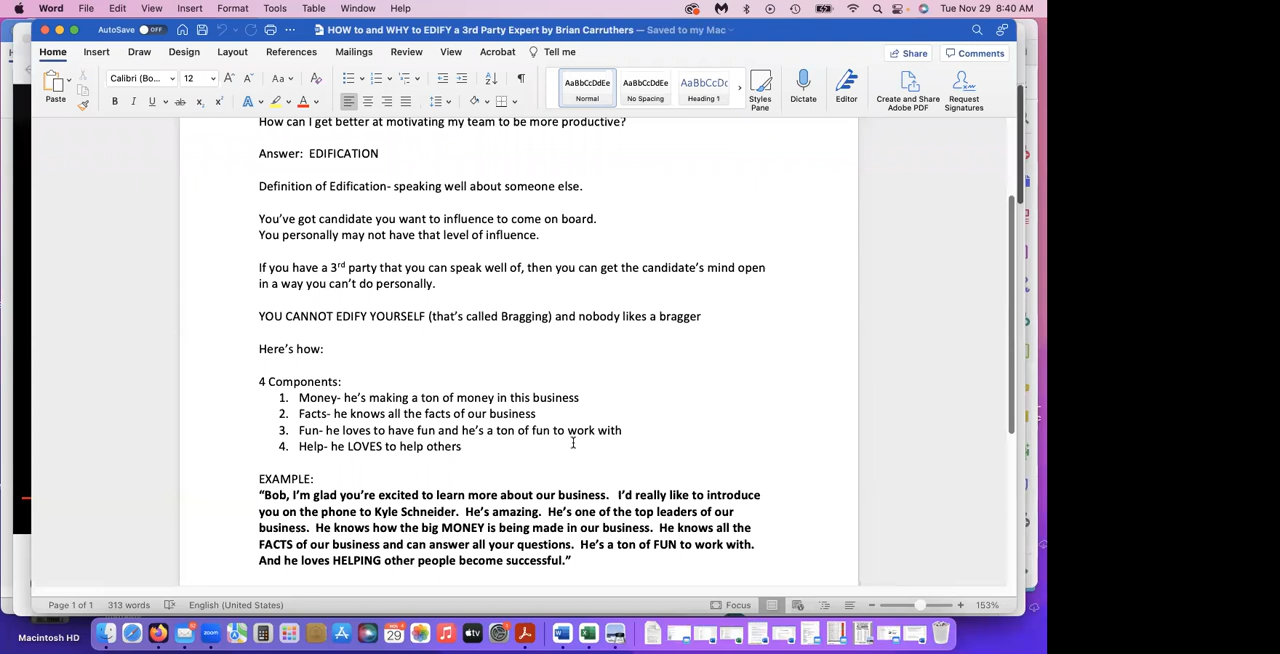 Word File Edit View Insert Format Tools Table Window Help Tue Nov 29 8:40 AM
AutoSave OFF HOW to and WHY to EDIFY a 3rd Party Expert by Brian Carruthers — Saved to my Mac
Home Insert Draw Design Layout References Mailings Review View Acrobat Tell me Share Comments
Calibri (Bo... 12
AaBbCcDdEe AaBbCcDdEe AaBbCcDc
Paste Normal No Spacing Heading 1 Styles Pane Dictate Editor Create and Share Adobe PDF Request Signatures
How can I get better at motivating my team to be more productive?
Answer: EDIFICATION
Definition of Edification- speaking well about someone else.
You've got candidate you want to influence to come on board.
You personally may not have that level of influence.
If you have a 3rd party that you can speak well of, then you can get the candidate's mind open
in a way you can't do personally.
YOU CANNOT EDIFY YOURSELF (that's called Bragging) and nobody likes a bragger
Here's how:
4 Components:
1. Money- he's making a ton of money in this business
2. Facts- he knows all the facts of our business
3. Fun- he loves to have fun and he's a ton of fun to work with
4. Help- he LOVES to help others
EXAMPLE:
“Bob, I'm glad you're excited to learn more about our business. I'd really like to introduce
you on the phone to Kyle Schneider. He's amazing. He's one of the top leaders of our
business. He knows how the big MONEY is being made in our business. He knows all the
FACTS of our business and can answer all your questions. He's a ton of FUN to work with.
And he loves HELPING other people become successful.”
Page 1 of 1 313 words English (United States) Focus 153%
Macintosh HD